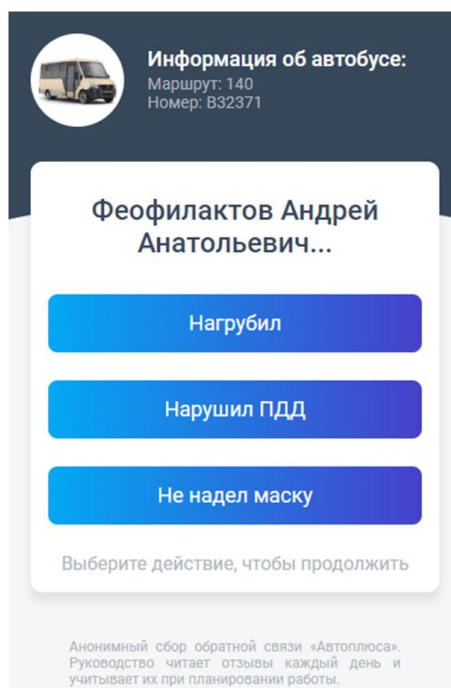 Информация об автобусе:
Маршрут: 140
Номер: В32371
Феофилактов Андрей
Анатольевич...
Нагрубил
Нарушил ПДД
Не надел маску
Выберите действие, чтобы продолжить
Анонимный сбор обратной связи «Автоплюса».
Руководство читает отзывы каждый день и
учитывает их при планировании работы.